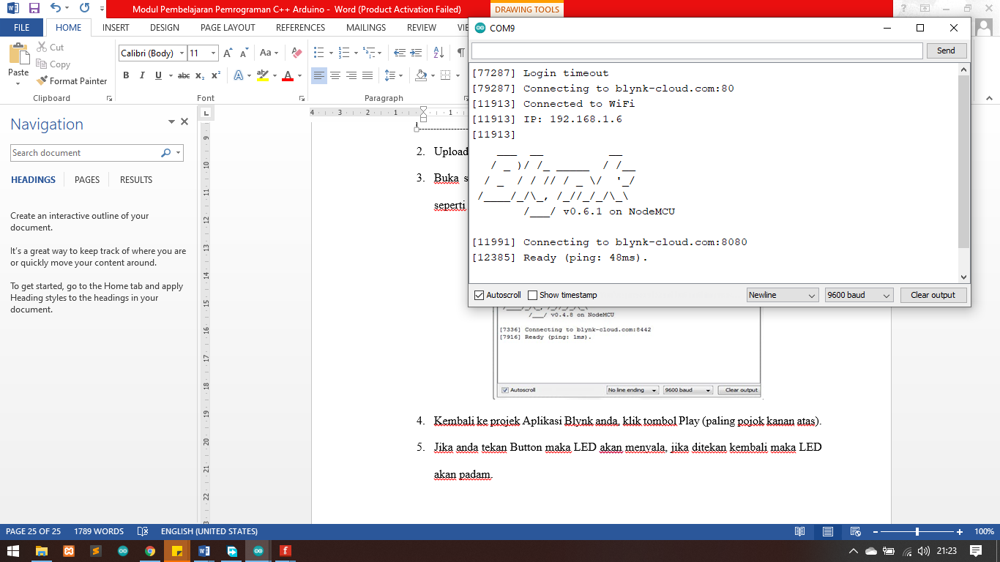 Modul Pembelajaran Pemrograman C++ Arduino - Word (Product Activation Failed)
DRAWING TOOLS
FILE HOME INSERT DESIGN PAGE LAYOUT REFERENCES MAILINGS REVIEW VIE
Paste
Cut
Copy
Format Painter
Clipboard
Calibri (Body) 11
Font
Paragraph
Navigation
Search document
HEADINGS PAGES RESULTS
Create an interactive outline of your
document.
It's a great way to keep track of where you are
or quickly move your content around.
To get started, go to the Home tab and apply
Heading styles to the headings in your
document.
COM9
Send
[77287] Login timeout
[79287] Connecting to blynk-cloud.com:80
[11913] Connected to WiFi
[11913] IP: 192.168.1.6
[11913]
    ___  __          __
   / _ )/ /_ _____  / /__
  / _  / / // / _ \/  '_/
 /____/_/\_, /_//_/_/\_\
        /___/ v0.6.1 on NodeMCU
[11991] Connecting to blynk-cloud.com:8080
[12385] Ready (ping: 48ms).
Autoscroll Show timestamp Newline 9600 baud Clear output
2. Upload
3. Buka s
seperti
/___/ v0.4.8 on NodeMCU
[7336] Connecting to blynk-cloud.com:8442
[7916] Ready (ping: 1ms).
Autoscroll No line ending 9600 baud Clear output
4. Kembali ke projek Aplikasi Blynk anda, klik tombol Play (paling pojok kanan atas).
5. Jika anda tekan Button maka LED akan menyala, jika ditekan kembali maka LED
akan padam.
PAGE 25 OF 25 1789 WORDS ENGLISH (UNITED STATES) 100%
21:23